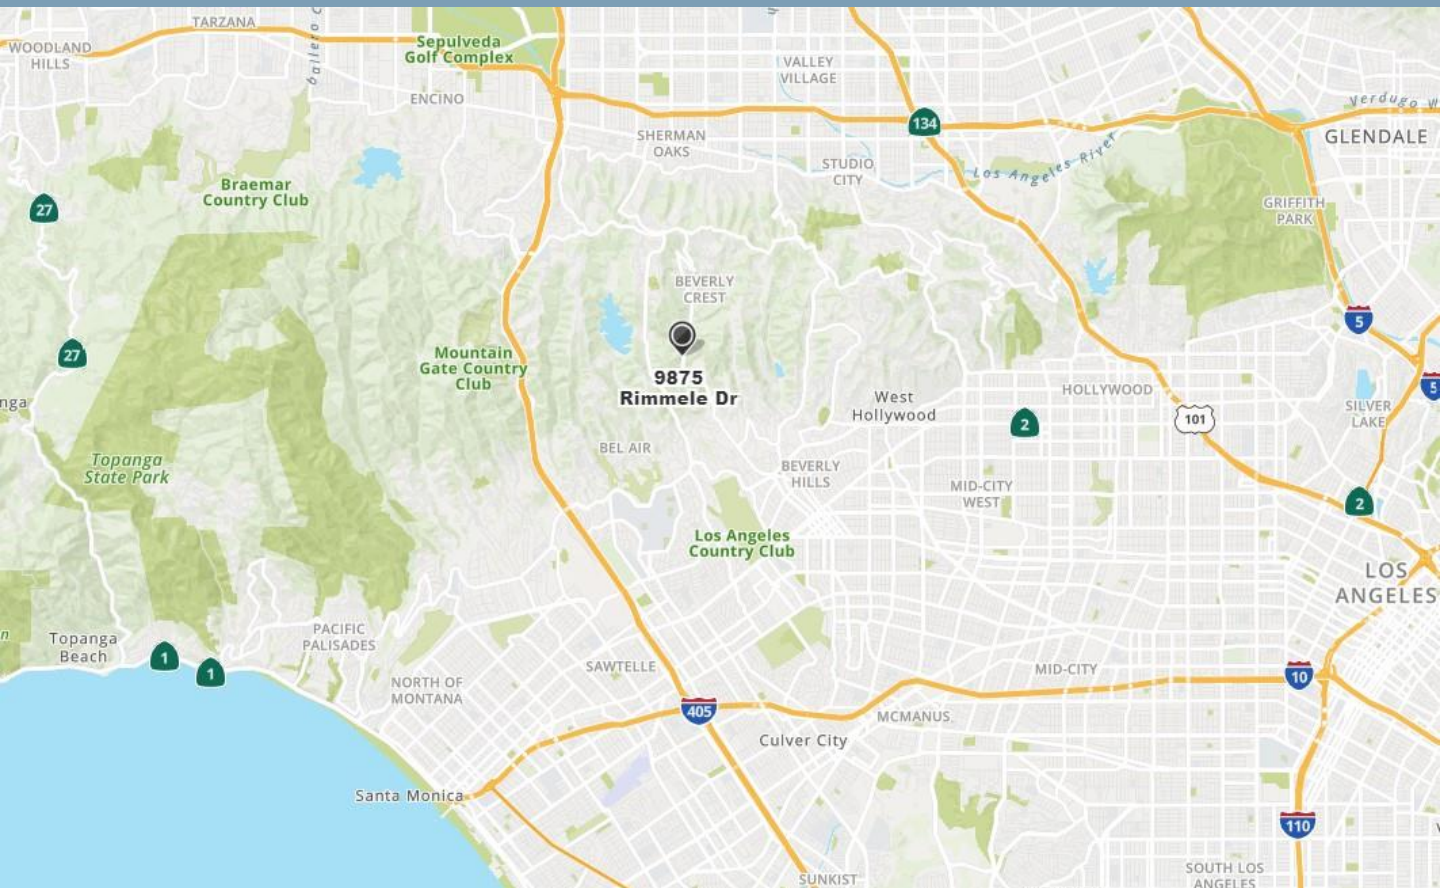 TARZANA
WOODLAND
HILLS
Sepulveda
Golf Complex
ENCINO
VALLEY
VILLAGE
134
Verdugo
GLENDALE
SHERMAN
OAKS
STUDIO
CITY
Los Angeles River
27
Braemar
Country Club
GRIFFITH
PARK
BEVERLY
CREST
5
27
Mountain
Gate Country
Club
9875
Rimmele Dr
West
Hollywood
HOLLYWOOD
5
nga
2
101
SILVER
LAKE
BEL AIR
Topanga
State Park
BEVERLY
HILLS
MID-CITY
WEST
2
Los Angeles
Country Club
LOS
ANGELES
n
Topanga
Beach
1
1
PACIFIC
PALISADES
SAWTELLE
MID-CITY
10
NORTH OF
MONTANA
405
MCMANUS
Culver City
Santa Monica
110
SOUTH LOS
ANGELES
SUNKIST